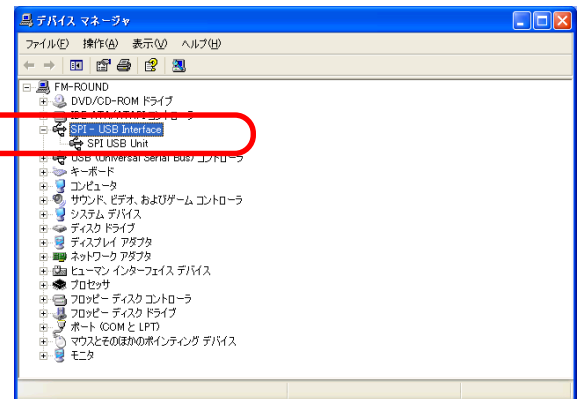 デバイス マネージャ
ファイル(F) 操作(A) 表示(V) ヘルプ(H)
FM-ROUND
DVD/CD-ROM ドライブ
IDE ATA/ATAPI コントローラ
SPI - USB Interface
SPI USB Unit
USB (Universal Serial Bus) コントローラ
キーボード
コンピュータ
サウンド、ビデオ、およびゲーム コントローラ
システム デバイス
ディスク ドライブ
ディスプレイ アダプタ
ネットワーク アダプタ
ヒューマン インターフェイス デバイス
プロセッサ
フロッピー ディスク コントローラ
フロッピー ディスク ドライブ
ポート (COM と LPT)
マウスとそのほかのポインティング デバイス
モニタ